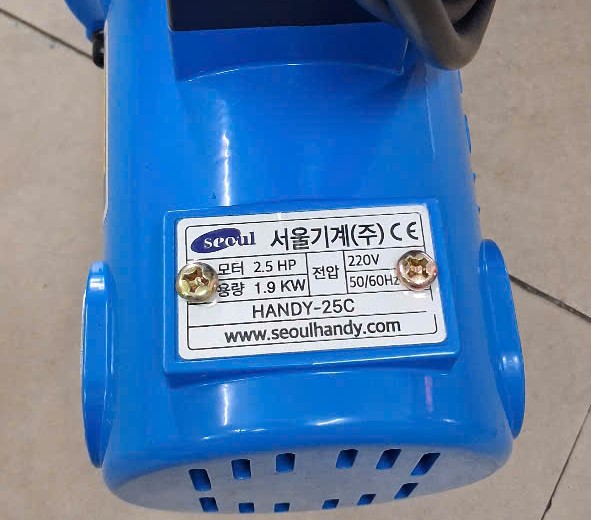 seoul 서울기계(주) CE
모터 2.5 HP 전압 220V
용량 1.9 KW 50/60Hz
HANDY-25C
www.seoulhandy.com